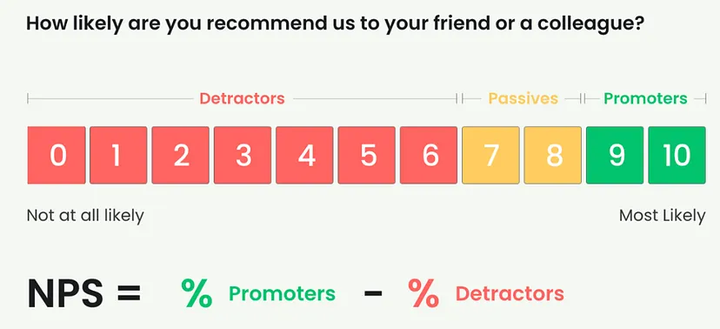 How likely are you recommend us to your friend or a colleague?
Detractors Passives Promoters
0 1 2 3 4 5 6 7 8 9 10
Not at all likely Most Likely
NPS = % Promoters - % Detractors